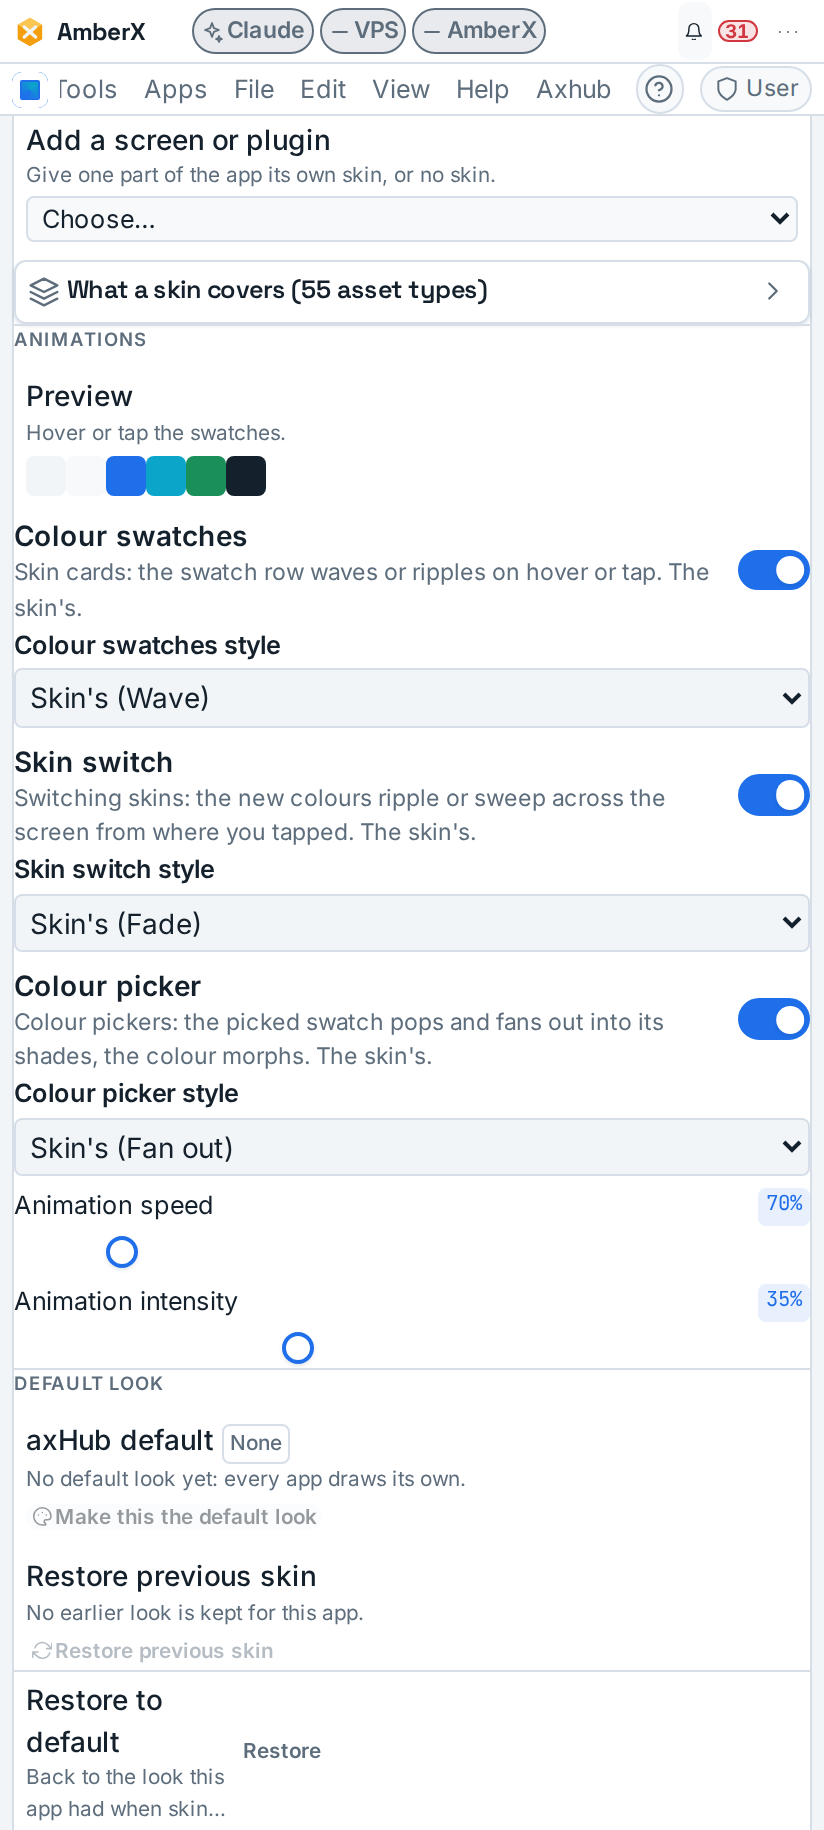 AmberX
Claude
– VPS
– AmberX
31
...
Tools
Apps
File
Edit
View
Help
Axhub
User
Add a screen or plugin
Give one part of the app its own skin, or no skin.
Choose...
What a skin covers (55 asset types)
ANIMATIONS
Preview
Hover or tap the swatches.
Colour swatches
Skin cards: the swatch row waves or ripples on hover or tap. The
skin's.
Colour swatches style
Skin's (Wave)
Skin switch
Switching skins: the new colours ripple or sweep across the
screen from where you tapped. The skin's.
Skin switch style
Skin's (Fade)
Colour picker
Colour pickers: the picked swatch pops and fans out into its
shades, the colour morphs. The skin's.
Colour picker style
Skin's (Fan out)
Animation speed
70%
Animation intensity
35%
DEFAULT LOOK
axHub default
None
No default look yet: every app draws its own.
Make this the default look
Restore previous skin
No earlier look is kept for this app.
Restore previous skin
Restore to
default
Restore
Back to the look this
app had when skin...